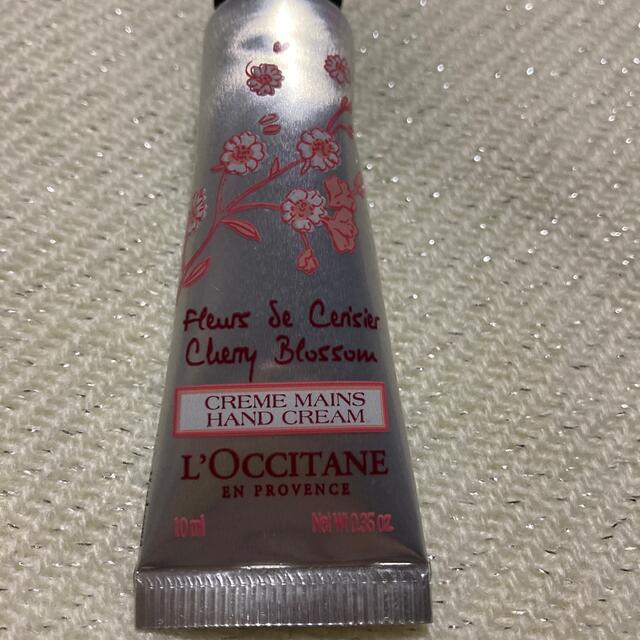 Fleurs de Cerisier
Cherry Blossom
CREME MAINS
HAND CREAM
L'OCCITANE
EN PROVENCE
10 ml Net Wt 0.35 oz.